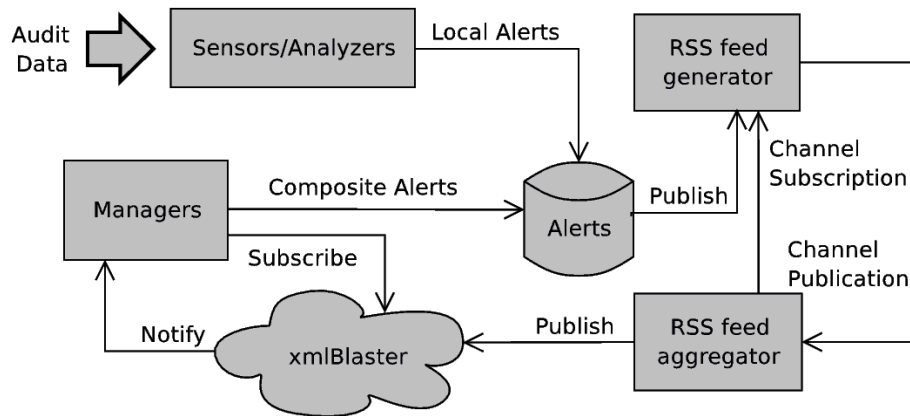 Audit
Data
Sensors/Analyzers
Local Alerts
RSS feed
generator
Channel
Subscription
Managers
Composite Alerts
Alerts
Publish
Subscribe
Channel
Publication
Notify
xmlBlaster
Publish
RSS feed
aggregator